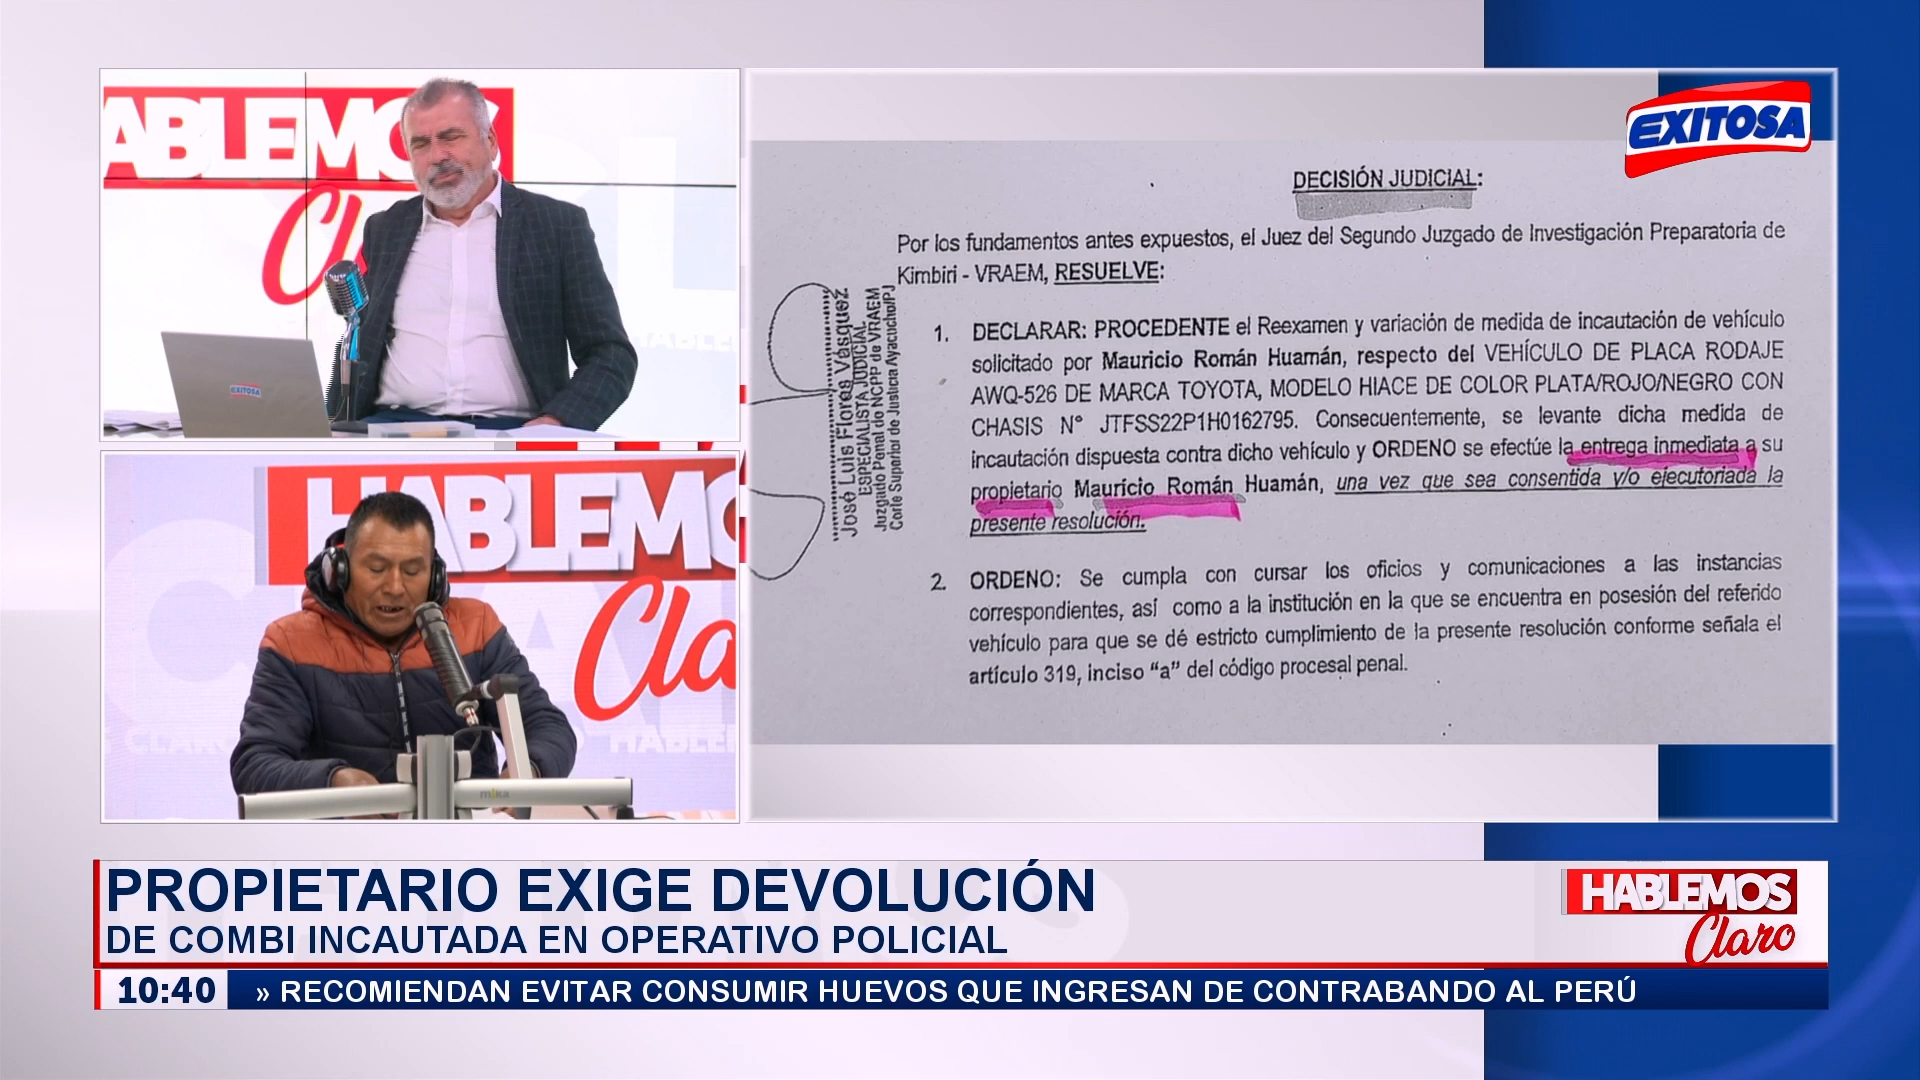 ABLEMOS
Cl
EXITOSA
HABLEMOS
Cla
HABLEM
mika
EXITOSA
DECISIÓN JUDICIAL:
Por los fundamentos antes expuestos, el Juez del Segundo Juzgado de Investigación Preparatoria de
Kimbiri - VRAEM, RESUELVE:
1. DECLARAR: PROCEDENTE el Reexamen y variación de medida de incautación de vehículo
solicitado por Mauricio Román Huamán, respecto del VEHÍCULO DE PLACA RODAJE
AWQ-526 DE MARCA TOYOTA, MODELO HIACE DE COLOR PLATA/ROJO/NEGRO CON
CHASIS N° JTFSS22P1H0162795. Consecuentemente, se levante dicha medida de
incautación dispuesta contra dicho vehículo y ORDENO se efectúe la entrega inmediata a su
propietario Mauricio Román Huamán, una vez que sea consentida y/o ejecutoriada la
presente resolución.
2. ORDENO: Se cumpla con cursar los oficios y comunicaciones a las instancias
correspondientes, así como a la institución en la que se encuentra en posesión del referido
vehículo para que se dé estricto cumplimiento de la presente resolución conforme señala el
artículo 319, inciso “a” del código procesal penal.
José Luis Flores Vásquez
ESPECIALISTA JUDICIAL
Juzgado Penal do NCPP de VRAEM
Corte Superior de Justicia Ayacucho/PJ
PROPIETARIO EXIGE DEVOLUCIÓN
DE COMBI INCAUTADA EN OPERATIVO POLICIAL
HABLEMOS
Claro
10:40 » RECOMIENDAN EVITAR CONSUMIR HUEVOS QUE INGRESAN DE CONTRABANDO AL PERÚ